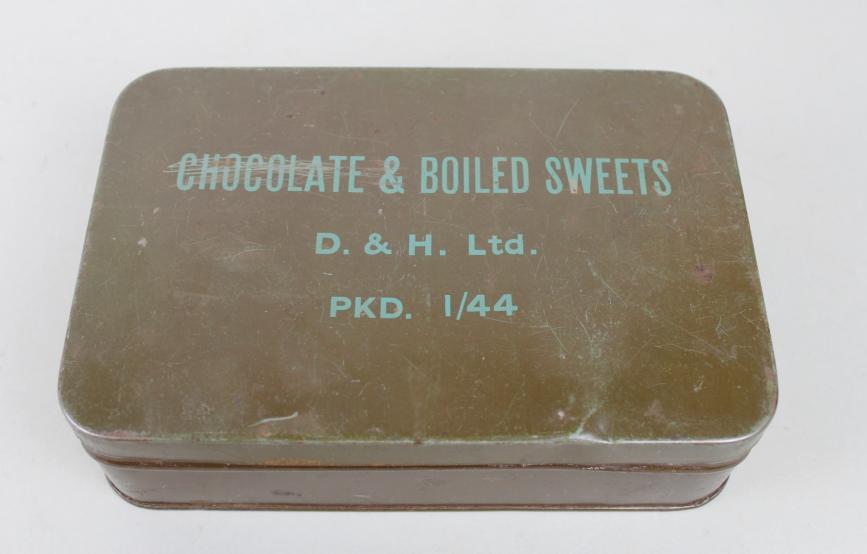 CHOCOLATE & BOILED SWEETS
D. & H. Ltd.
PKD. 1/44